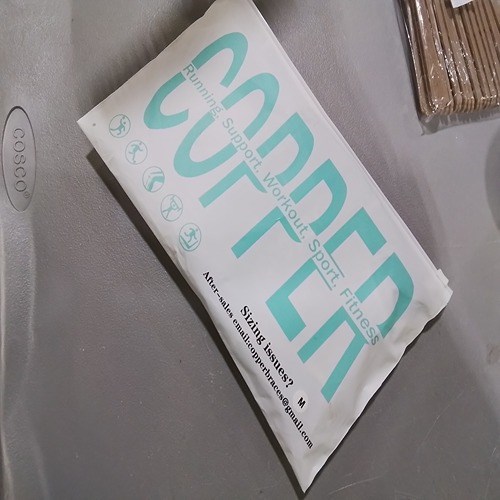 COSCO
COPPER
Running, Support, Workout, Sport, Fitness
Sizing issues?
M
After-sales email:copperbraces@gmail.com